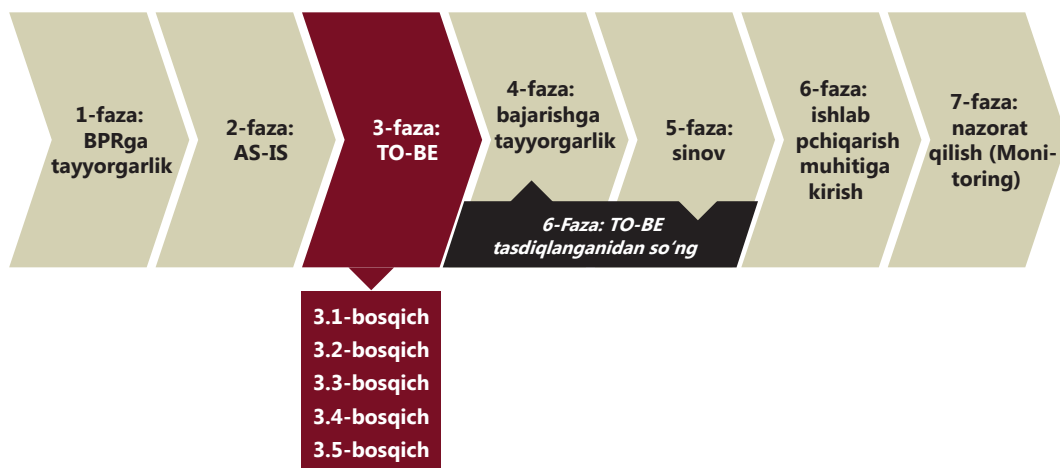 1-faza:
BPRga
tayyorgarlik
2-faza:
AS-IS
3-faza:
TO-BE
4-faza:
bajarishga
tayyorgarlik
5-faza:
sinov
6-faza:
ishlab
pchiqarish
muhitiga
kirish
7-faza:
nazorat
qilish (Moni-
toring)
6-Faza: TO-BE
tasdiqlanganidan so‘ng
3.1-bosqich
3.2-bosqich
3.3-bosqich
3.4-bosqich
3.5-bosqich